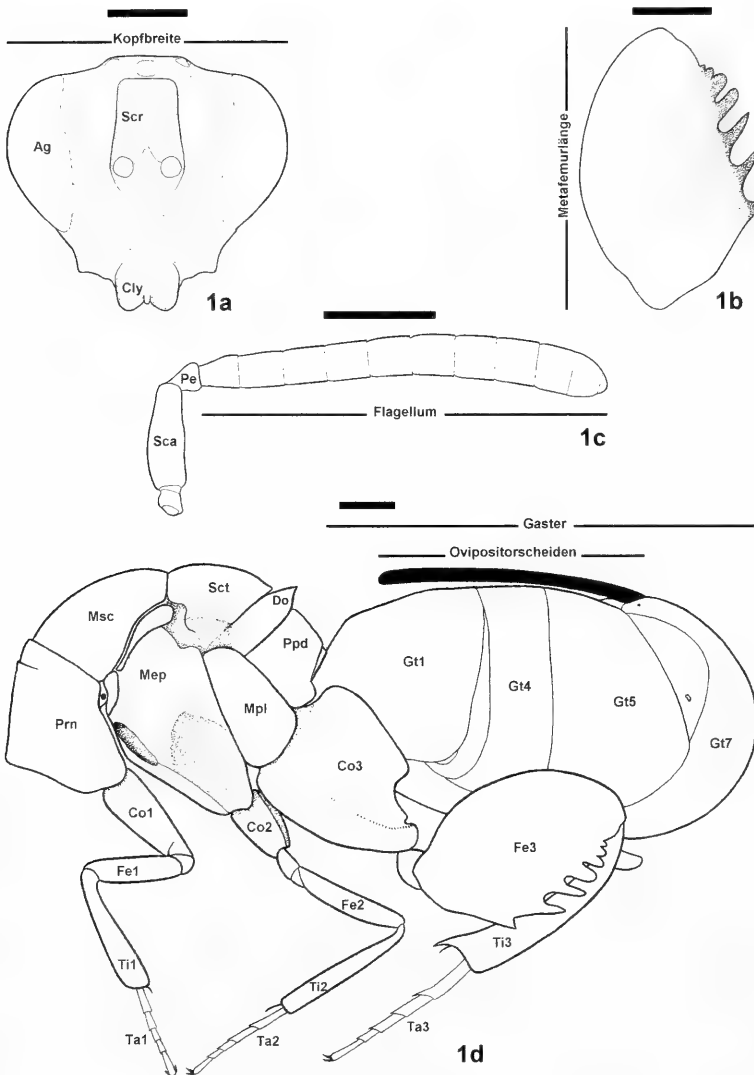 Kopfbreite
Scr
Ag
Cly
1a
Metafemurlänge
1b
Pe
Sca
Flagellum
1c
Gaster
Ovipositorscheiden
Sct
Do
Msc
Ppd
Mep
Mpl
Prn
Gt1
Gt4
Gt5
Gt7
Co3
Co1
Co2
Fe3
Fe1
Fe2
Ti3
Ti1
Ti2
Ta1
Ta2
Ta3
1d